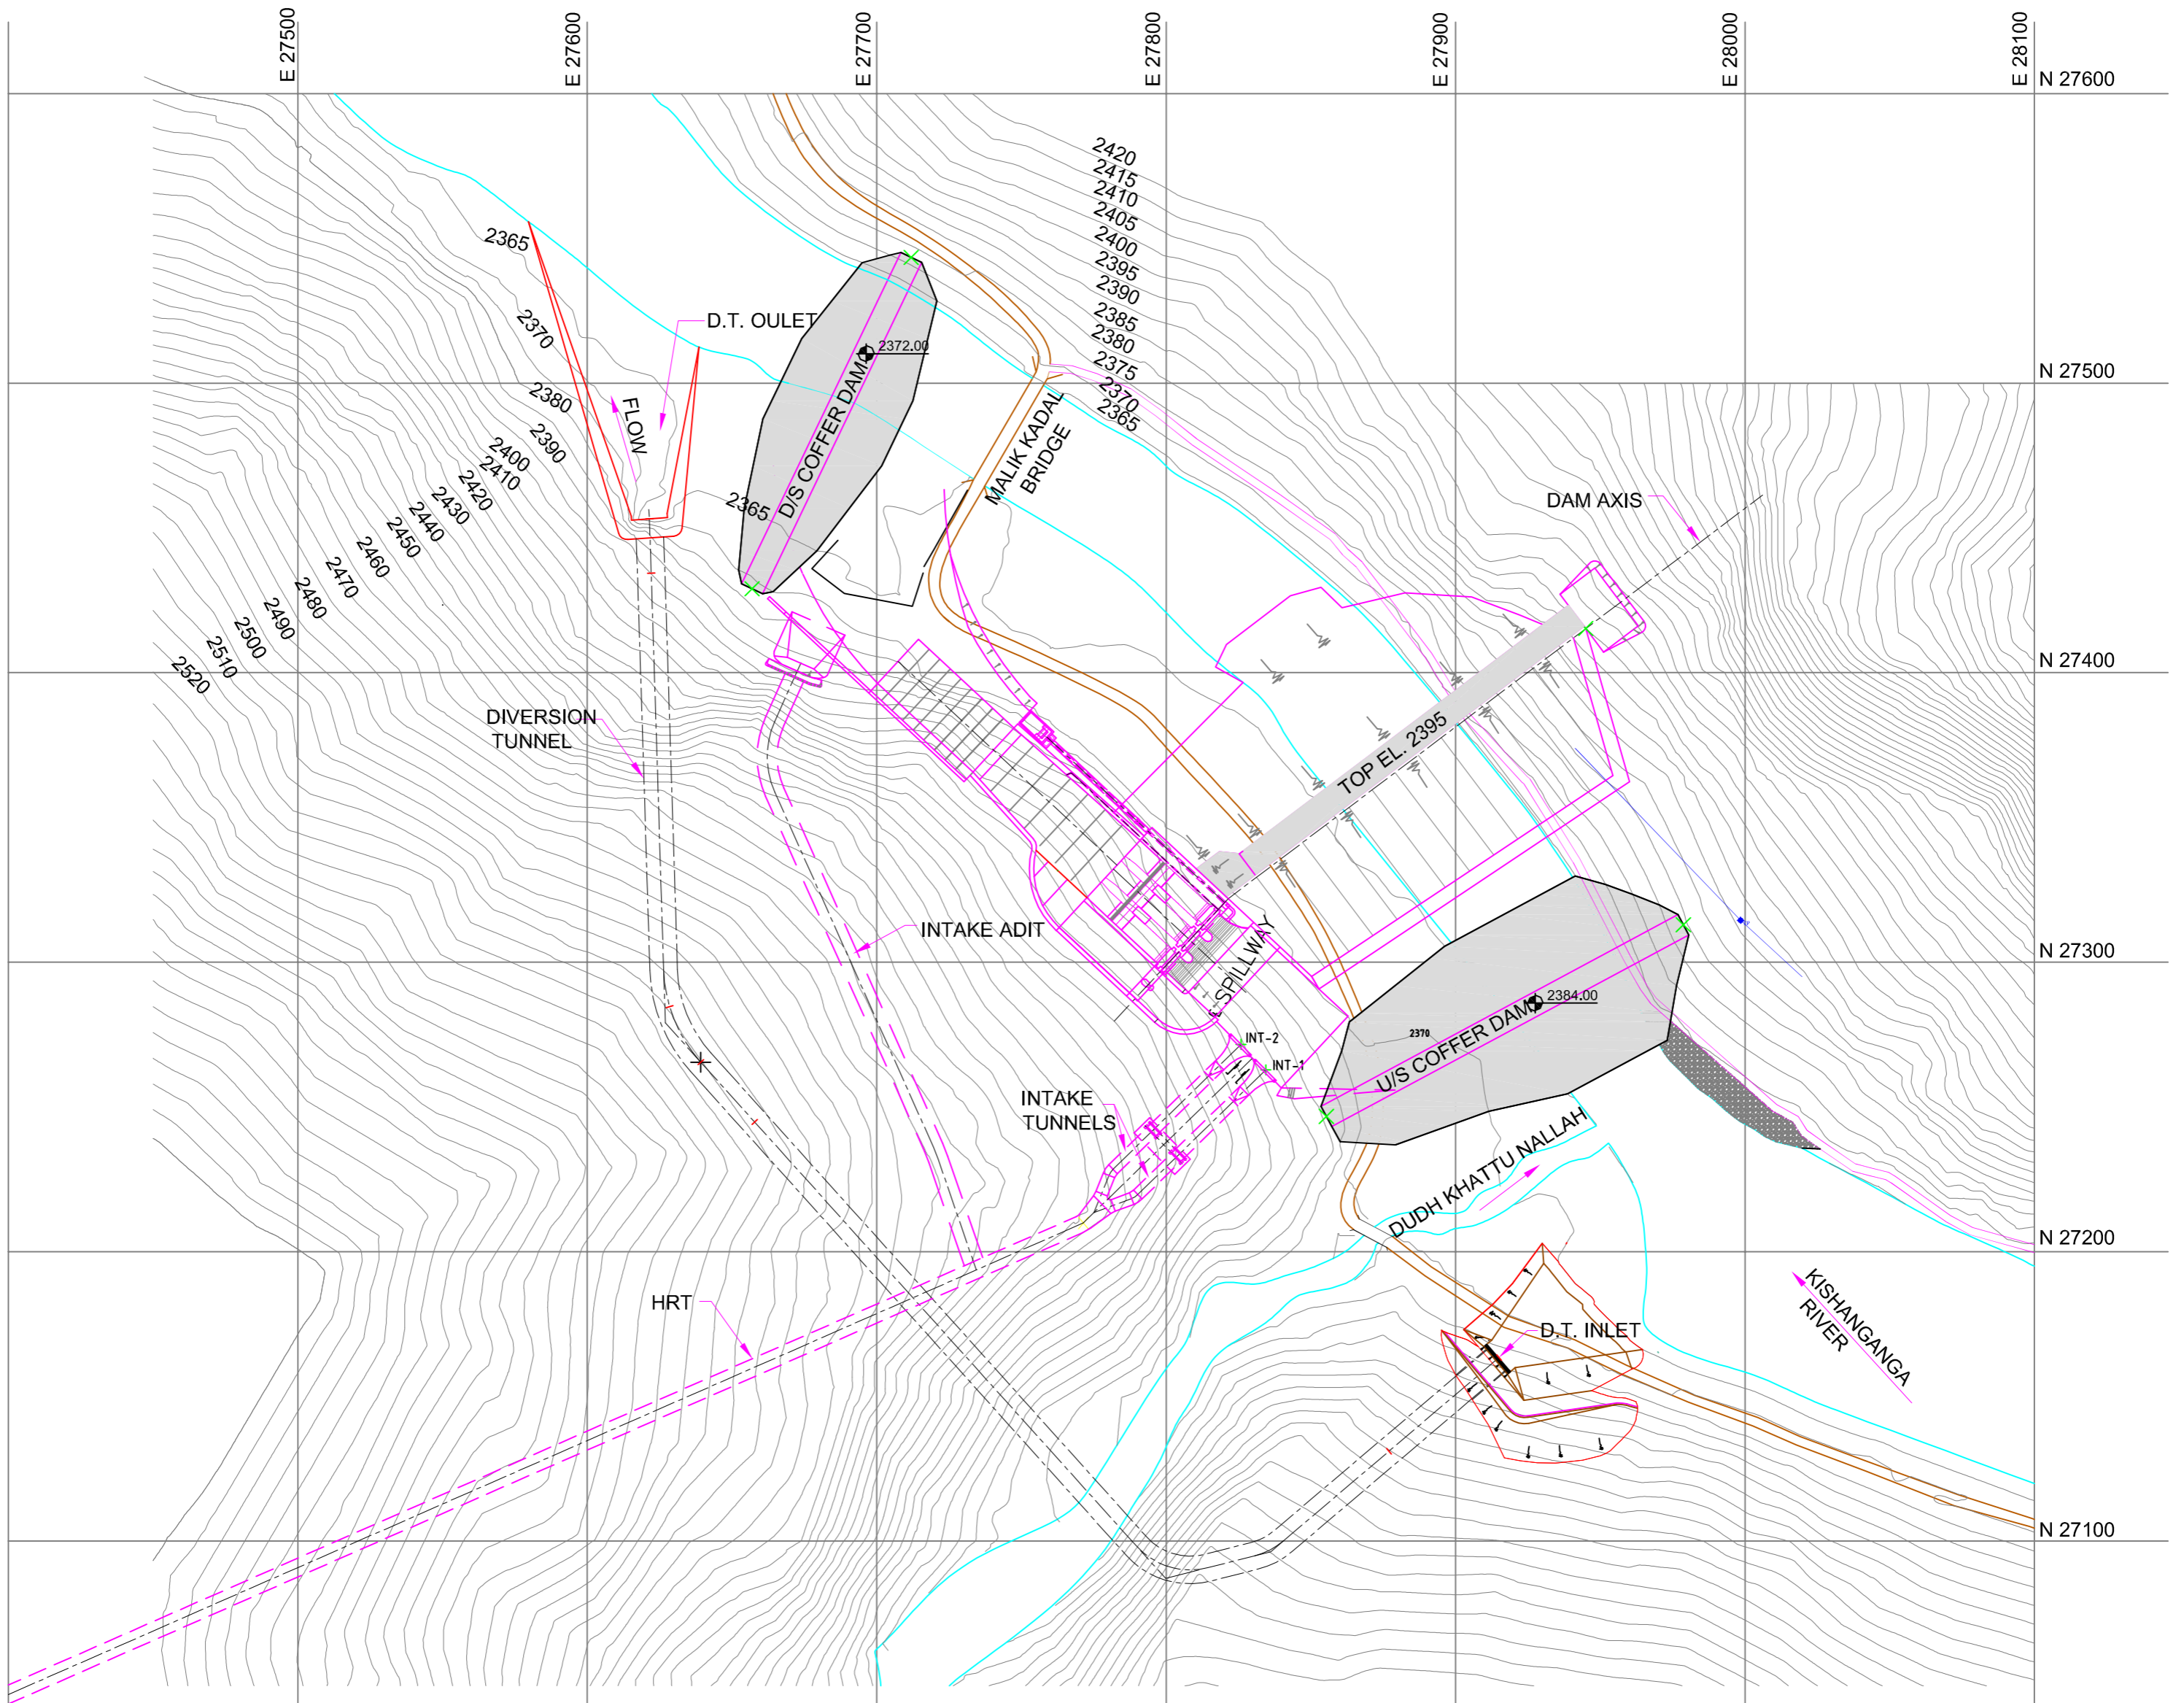 E 27500
E 27600
E 27700
E 27800
E 27900
E 28000
E 28100
N 27600
2420
2415
2410
2405
2400
2395
2390
2385
2380
2375
2370
2365
2365
2370
2380
2390
2400
2410
2420
2430
2440
2450
2460
2470
2480
2490
2500
2510
2520
D.T. OULET
FLOW
2372.00
D/S COFFER DAM
2365
MALIK KADAL
BRIDGE
N 27500
DAM AXIS
N 27400
DIVERSION
TUNNEL
TOP EL. 2395
INTAKE ADIT
SPILLWAY
N 27300
2384.00
2370
U/S COFFER DAM
INT-2
INT-1
INTAKE
TUNNELS
DUDH KHATTU NALLAH
N 27200
HRT
D.T. INLET
KISHANGANGA
RIVER
N 27100